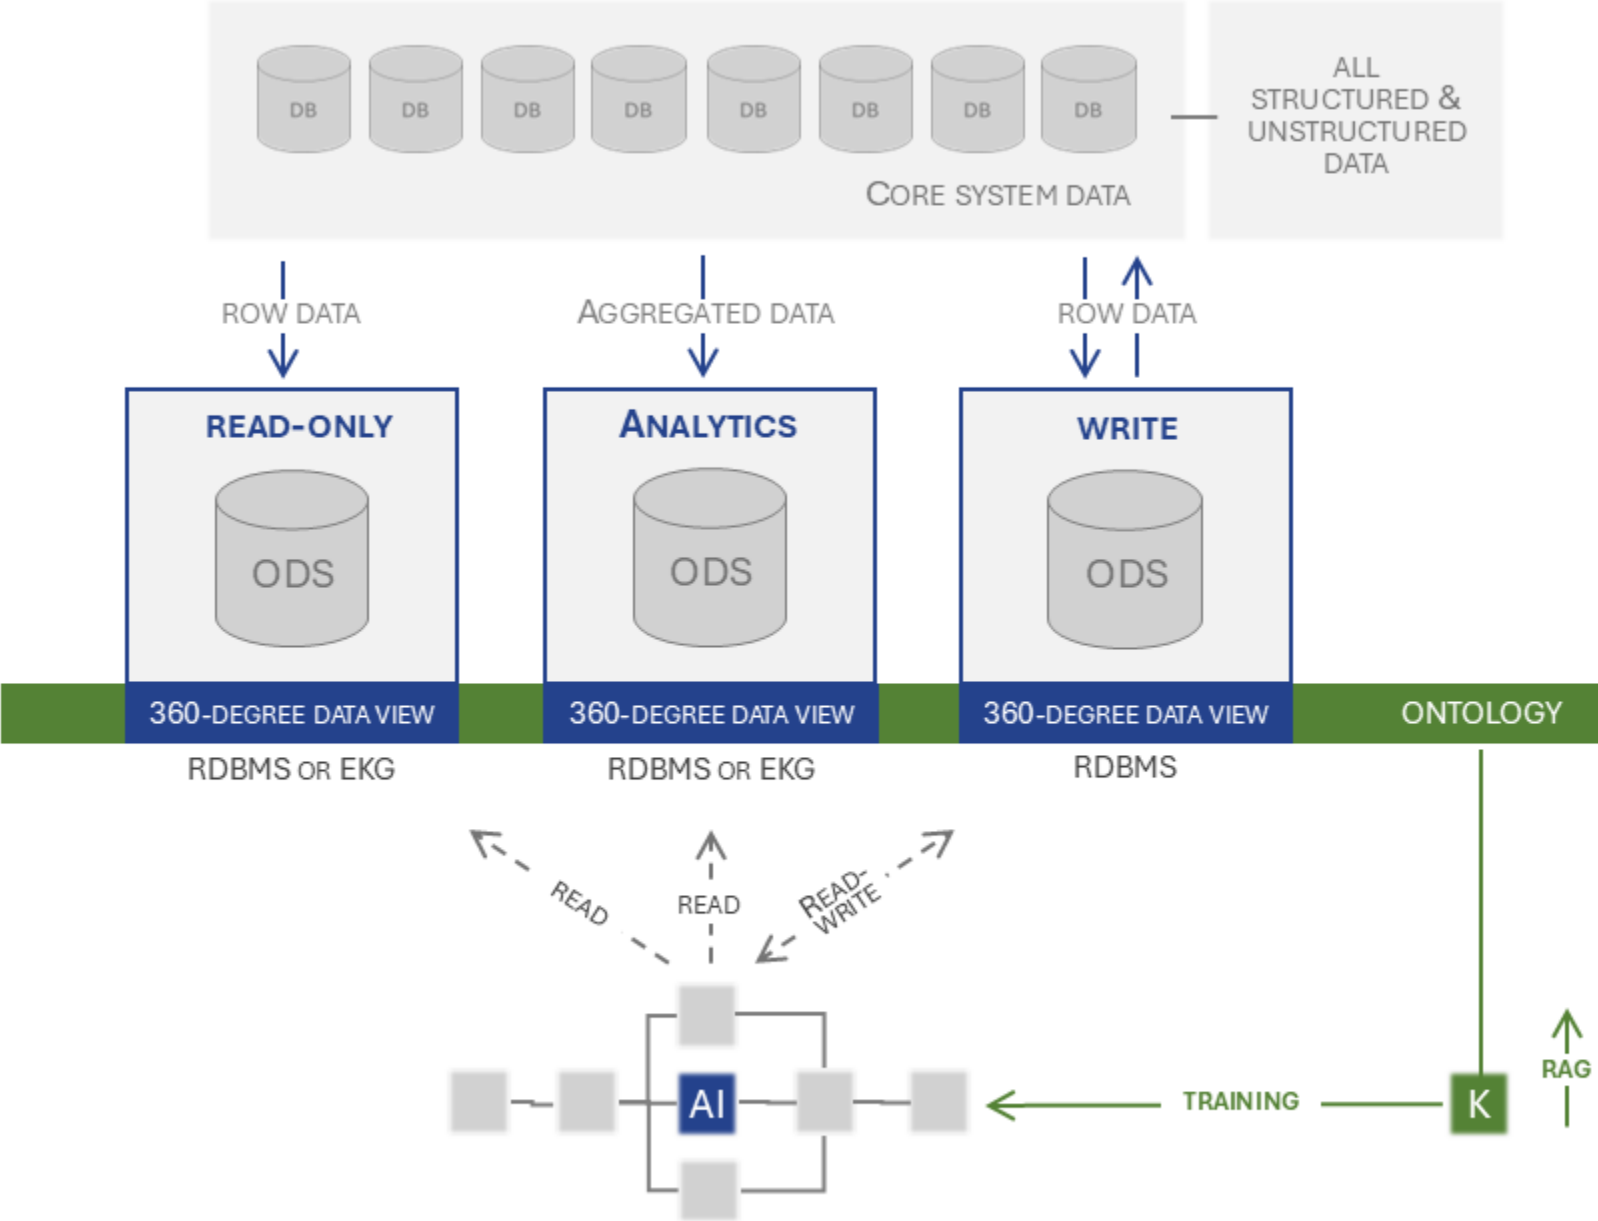 DB DB DB DB DB DB DB DB
ALL
STRUCTURED &
UNSTRUCTURED
DATA
CORE SYSTEM DATA
ROW DATA
AGGREGATED DATA
ROW DATA
READ-ONLY
ODS
360-DEGREE DATA VIEW
RDBMS OR EKG
ANALYTICS
ODS
360-DEGREE DATA VIEW
RDBMS OR EKG
WRITE
ODS
360-DEGREE DATA VIEW
RDBMS
ONTOLOGY
READ
READ
READ-
WRITE
AI
TRAINING
K
RAG